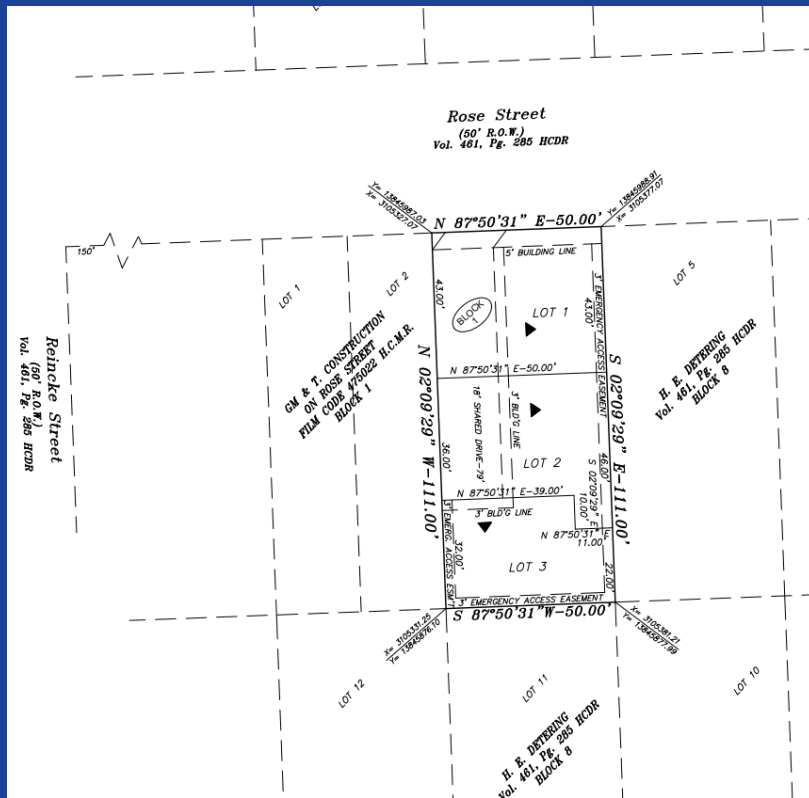 Rose Street
(50' R.O.W.)
Vol. 461, Pg. 285 HCDR
Y= 13845987.03
X= 3105327.07
N 87°50'31" E-50.00'
Y= 13845988.91
X= 3105377.07
150'
5' BUILDING LINE
LOT 1
LOT 2
43.00'
BLOCK
1
LOT 1
3' EMERGENCY ACCESS EASEMENT
43.00'
LOT 5
GM & T. CONSTRUCTION
ON ROSE STREET
FILM CODE 475022 H.C.M.R.
BLOCK 1
H. E. DETERING
Vol. 461, Pg. 285 HCDR
BLOCK 8
Reincke Street
(50' R.O.W.)
Vol. 461, Pg. 285 HCDR
N 02°09'29" W-111.00'
S 02°09'29" E-111.00'
N 87°50'31" E-50.00'
18' SHARED DRIVE-79'
3' BLD'G LINE
36.00'
LOT 2
46.00'
S 02°09'29" E
10.00'
N 87°50'31" E-39.00'
3' BLD'G LINE
N 87°50'31" E
11.00'
3' EMERG. ACCESS ESM'T
32.00'
LOT 3
22.00'
3' EMERGENCY ACCESS EASEMENT
S 87°50'31"W-50.00'
X= 3105331.25
Y= 13845876.10
X= 3105381.21
Y= 13845877.99
LOT 12
LOT 11
LOT 10
H. E. DETERING
Vol. 461, Pg. 285 HCDR
BLOCK 8